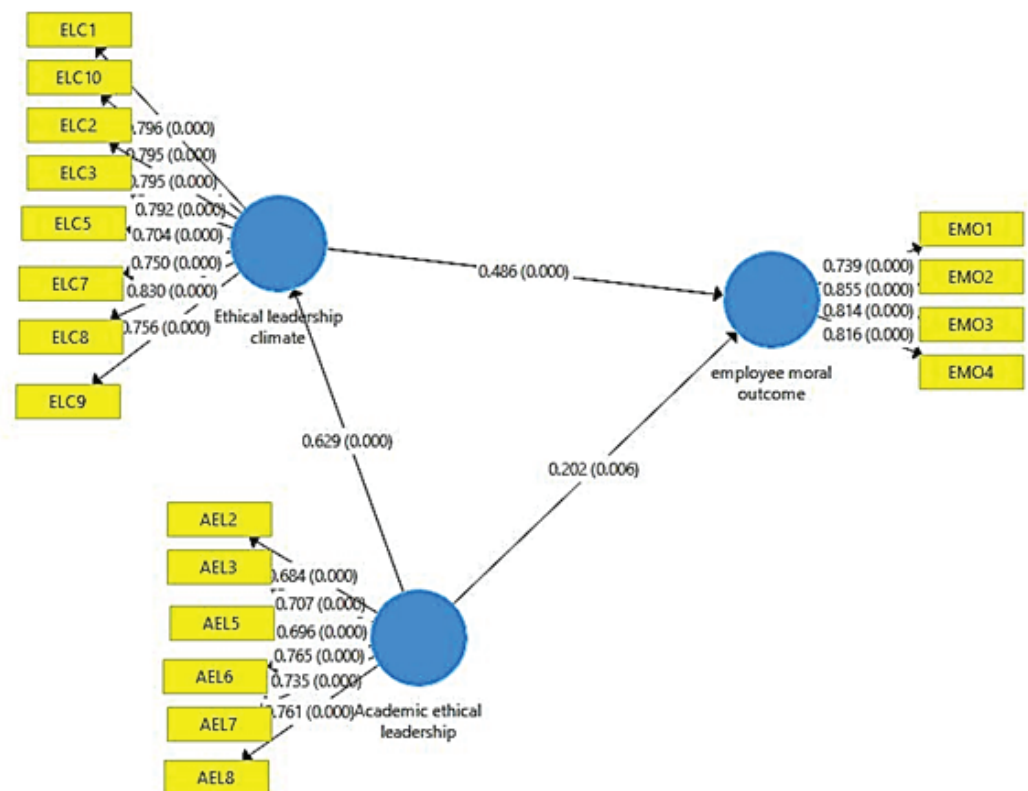 ELC1
ELC10
ELC2
ELC3
ELC5
ELC7
ELC8
ELC9
0.796 (0.000)
0.795 (0.000)
0.795 (0.000)
0.792 (0.000)
0.704 (0.000)
0.750 (0.000)
0.830 (0.000)
0.756 (0.000)
Ethical leadership
climate
0.486 (0.000)
0.629 (0.000)
0.202 (0.006)
employee moral
outcome
0.739 (0.000)
0.855 (0.000)
0.814 (0.000)
0.816 (0.000)
EMO1
EMO2
EMO3
EMO4
AEL2
AEL3
AEL5
AEL6
AEL7
AEL8
0.684 (0.000)
0.707 (0.000)
0.696 (0.000)
0.765 (0.000)
0.735 (0.000)
0.761 (0.000)
Academic ethical
leadership